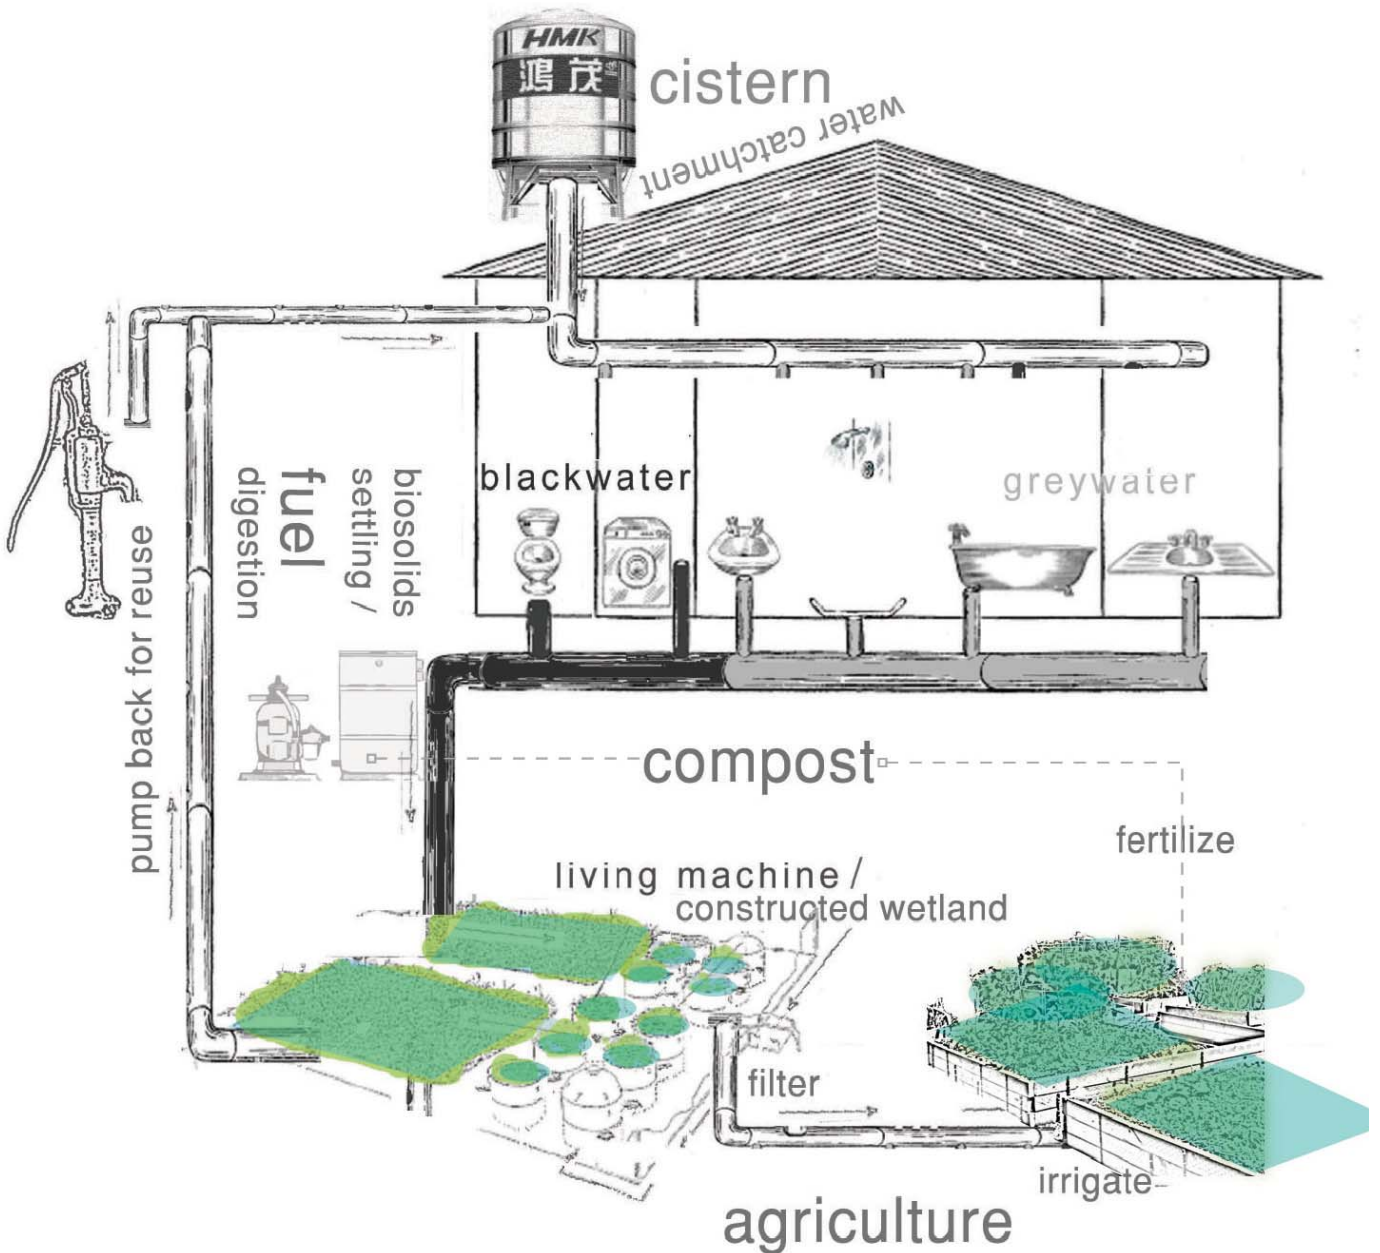 HMK
鴻茂
cistern
water catchment
blackwater
greywater
biosolids
settling /
fuel
digestion
pump back for reuse
compost
fertilize
living machine /
constructed wetland
filter
irrigate
agriculture